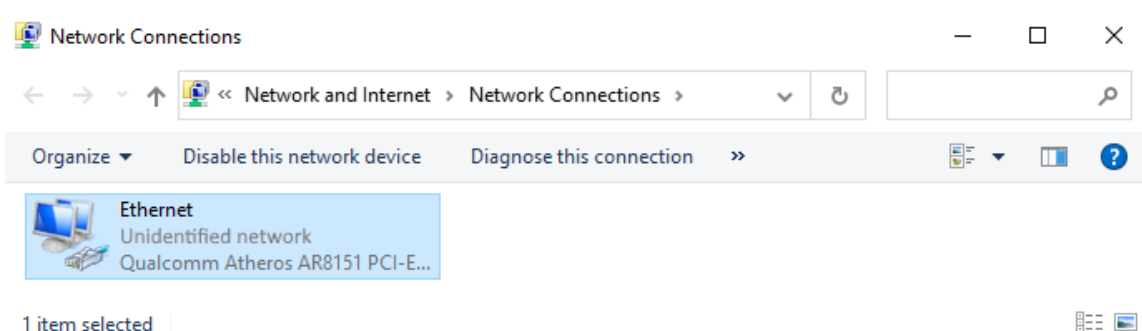 Network Connections
« Network and Internet > Network Connections >
Organize Disable this network device Diagnose this connection »
Ethernet
Unidentified network
Qualcomm Atheros AR8151 PCI-E...
1 item selected